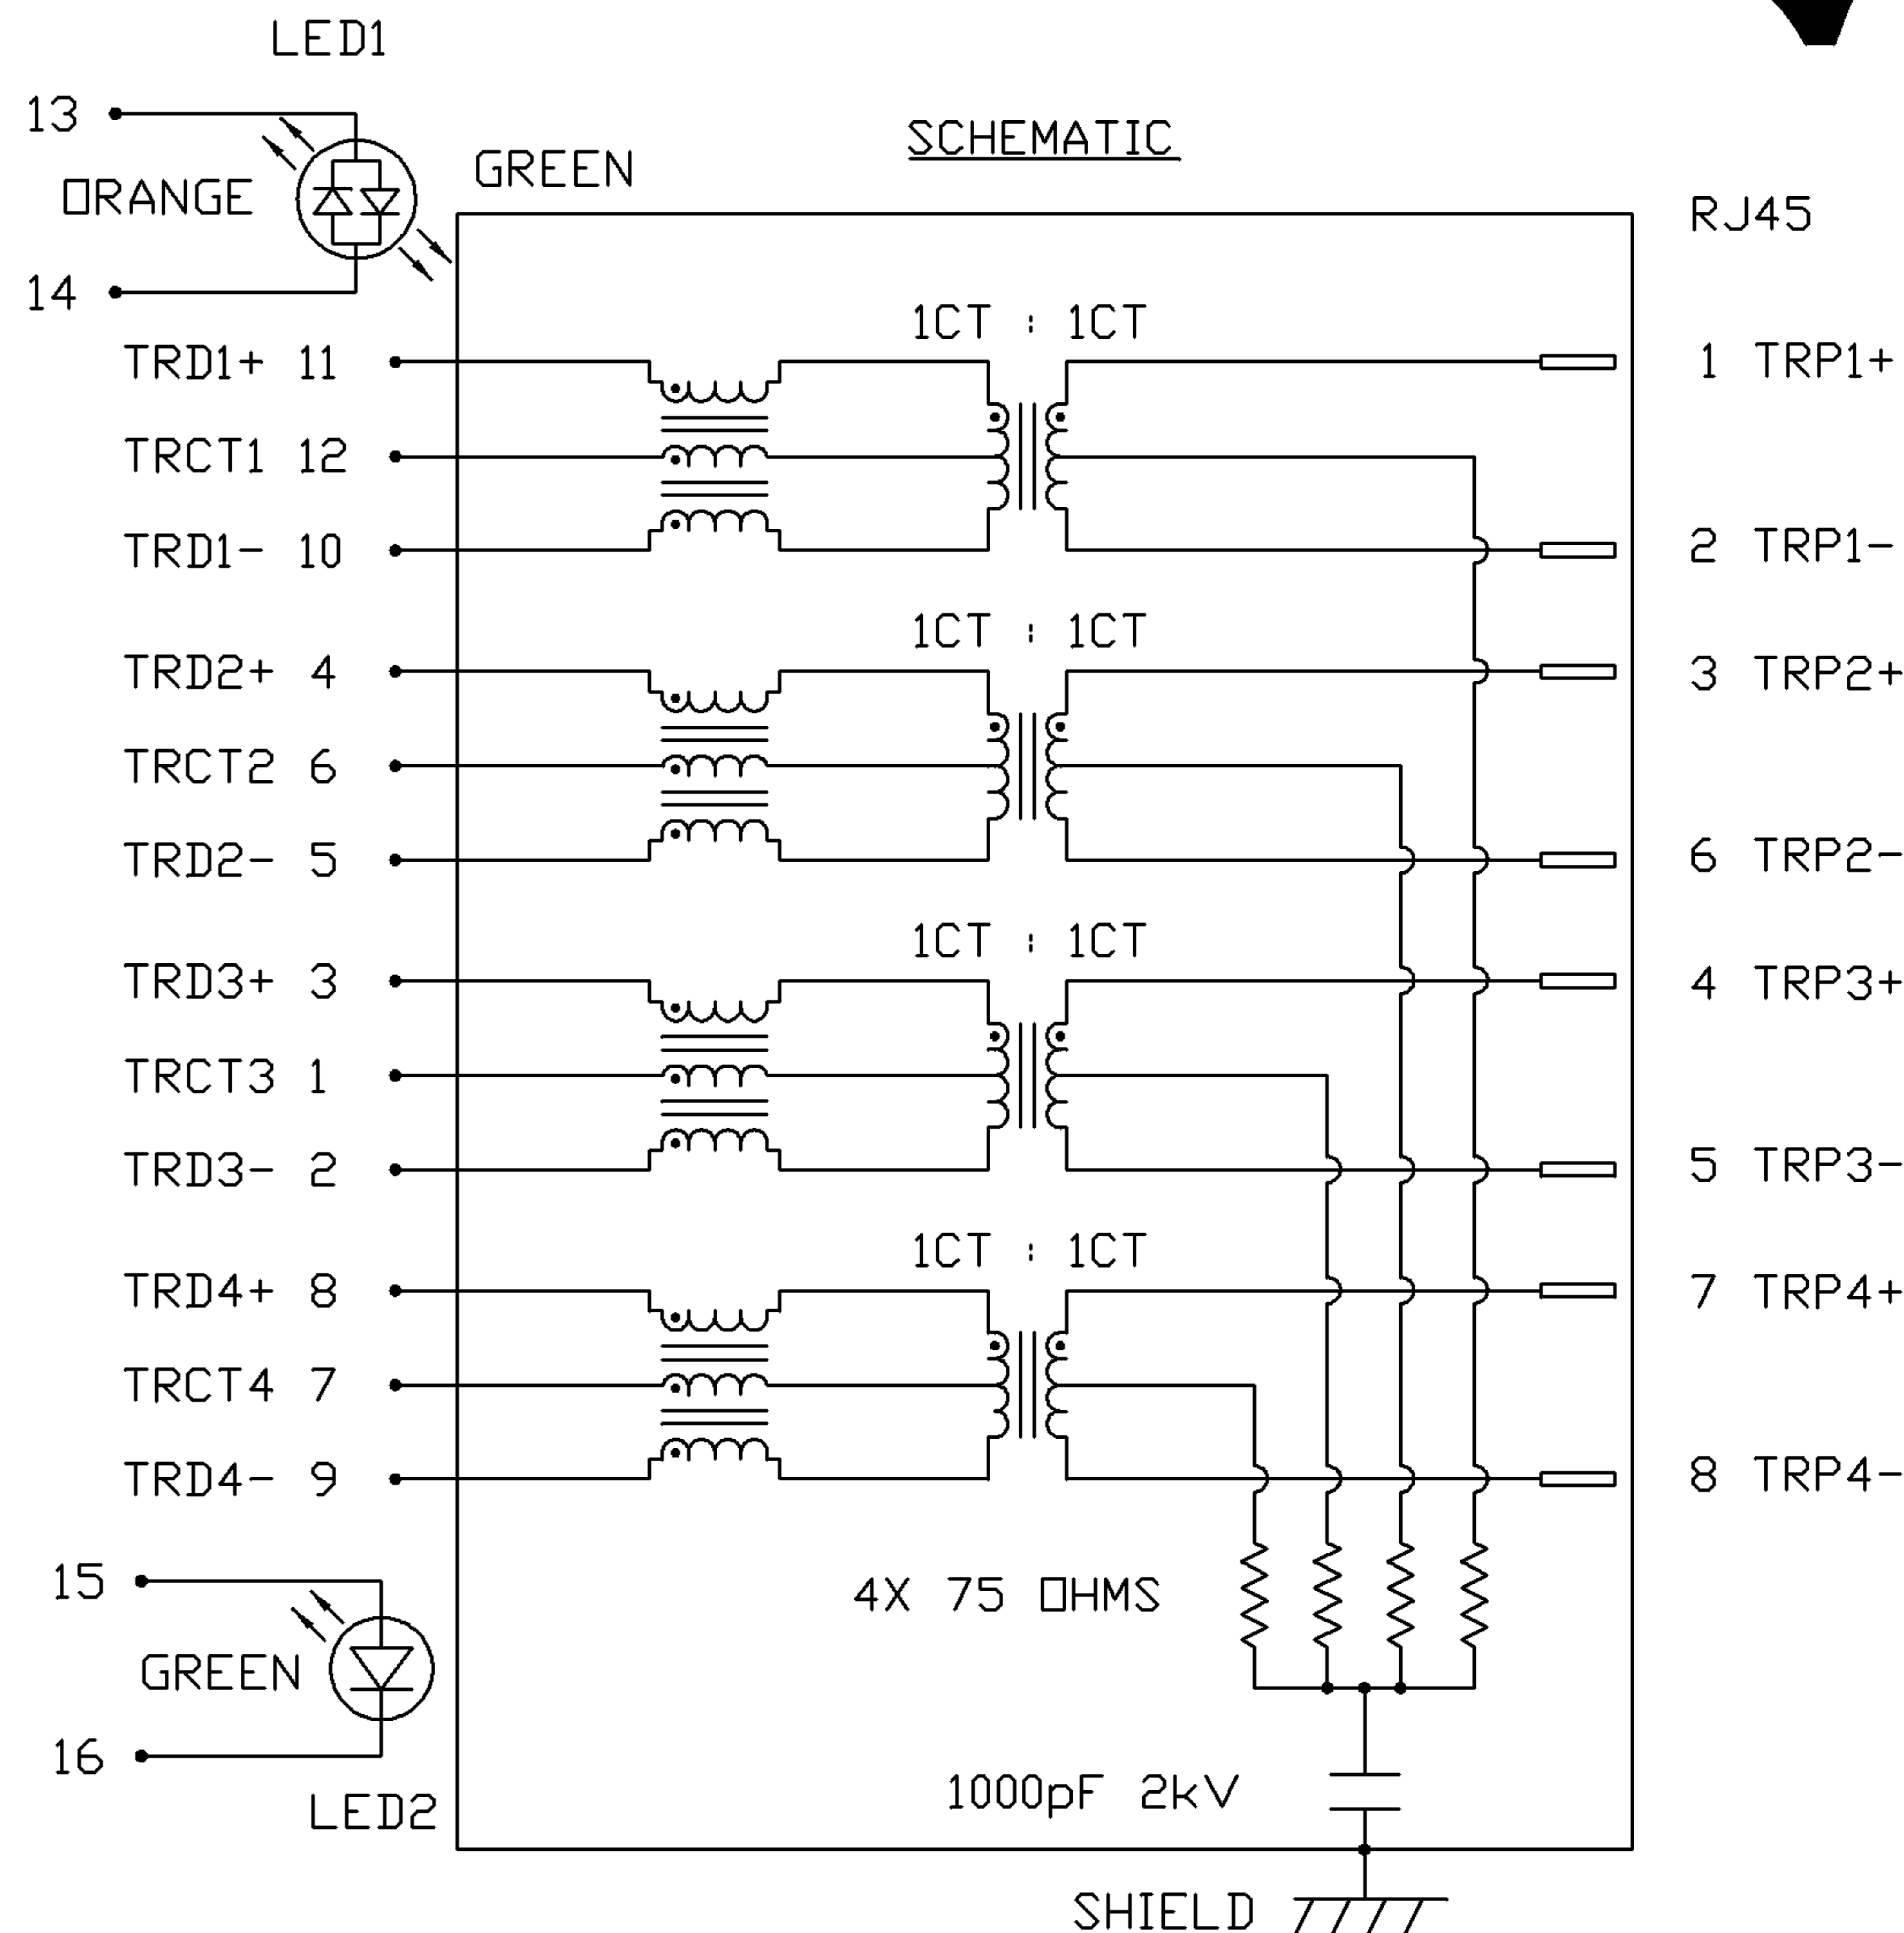 LED1
13
ORANGE
GREEN
14
SCHEMATIC
RJ45
1CT : 1CT
TRD1+ 11
1 TRP1+
TRCT1 12
TRD1- 10
2 TRP1-
1CT : 1CT
TRD2+ 4
3 TRP2+
TRCT2 6
TRD2- 5
6 TRP2-
1CT : 1CT
TRD3+ 3
4 TRP3+
TRCT3 1
TRD3- 2
5 TRP3-
1CT : 1CT
TRD4+ 8
7 TRP4+
TRCT4 7
TRD4- 9
8 TRP4-
15
GREEN
16
LED2
4X 75 OHMS
1000pF 2kV
SHIELD